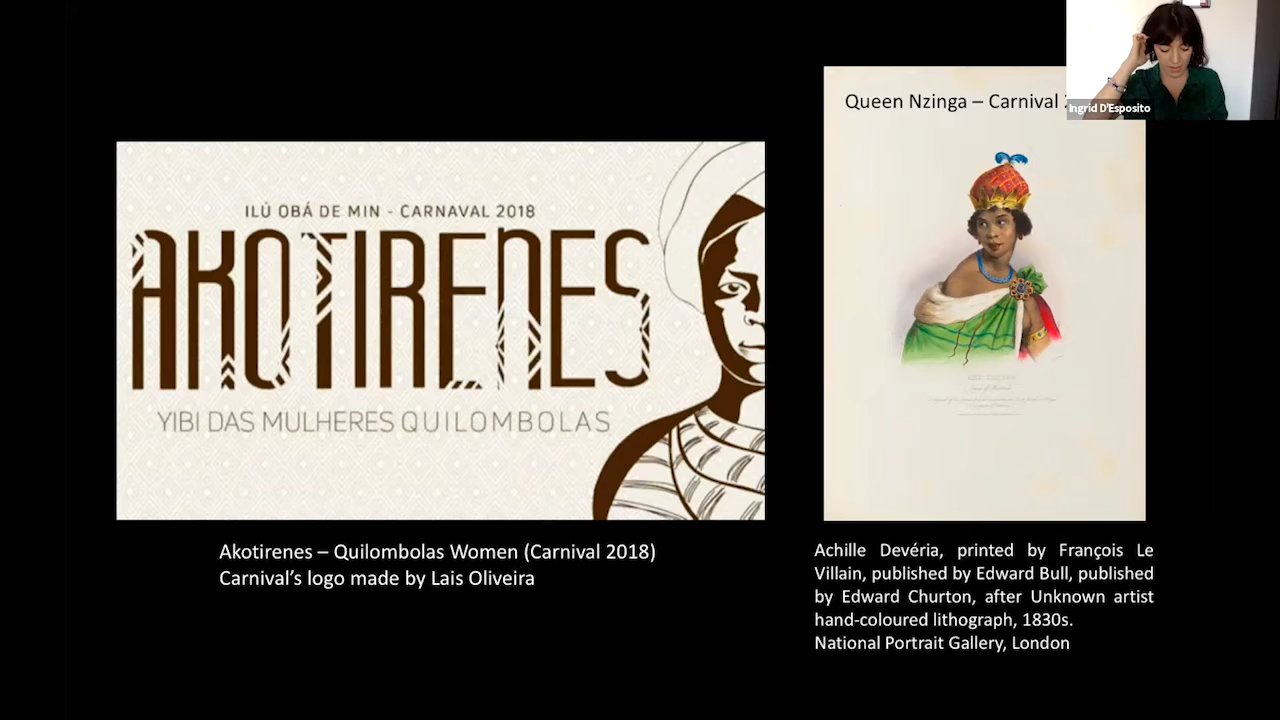 Queen Nzinga – Carnival
Ingrid D'Esposito
ILÚ OBÁ DE MIN - CARNAVAL 2018
AKOTIRENES
YIBI DAS MULHERES QUILOMBOLAS
Akotirenes – Quilombolas Women (Carnival 2018)
Carnival's logo made by Lais Oliveira
Achille Devéria, printed by François Le
Villain, published by Edward Bull, published
by Edward Churton, after Unknown artist
hand-coloured lithograph, 1830s.
National Portrait Gallery, London